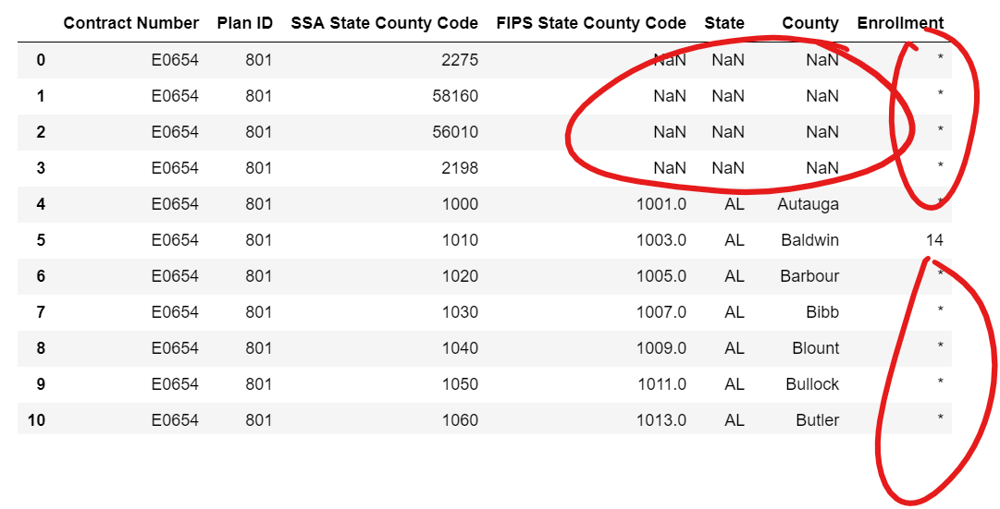 Contract Number Plan ID SSA State County Code FIPS State County Code State County Enrollment
0 E0654 801 2275 NaN NaN NaN *
1 E0654 801 58160 NaN NaN NaN *
2 E0654 801 56010 NaN NaN NaN *
3 E0654 801 2198 NaN NaN NaN *
4 E0654 801 1000 1001.0 AL Autauga *
5 E0654 801 1010 1003.0 AL Baldwin 14
6 E0654 801 1020 1005.0 AL Barbour *
7 E0654 801 1030 1007.0 AL Bibb *
8 E0654 801 1040 1009.0 AL Blount *
9 E0654 801 1050 1011.0 AL Bullock *
10 E0654 801 1060 1013.0 AL Butler *